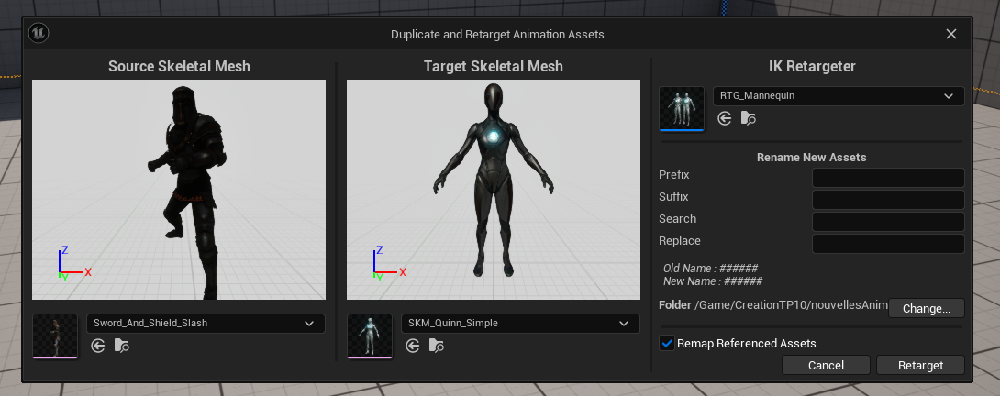 Duplicate and Retarget Animation Assets
Source Skeletal Mesh
Z
X
Y
Sword_And_Shield_Slash
Target Skeletal Mesh
Z
X
Y
SKM_Quinn_Simple
IK Retargeter
RTG_Mannequin
Rename New Assets
Prefix
Suffix
Search
Replace
Old Name : ######
New Name : ######
Folder /Game/CreationTP10/nouvellesAnim Change...
Remap Referenced Assets
Cancel Retarget